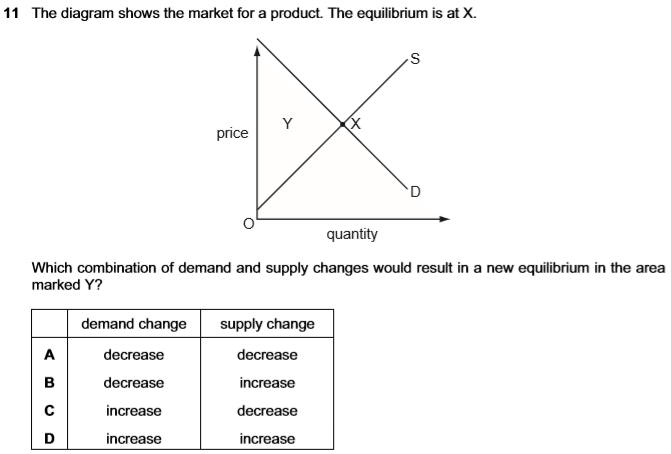 11 The diagram shows the market for a product. The equilibrium is at X.
S
Y
X
price
D
O
quantity
Which combination of demand and supply changes would result in a new equilibrium in the area
marked Y?
demand change supply change
A decrease decrease
B decrease increase
C increase decrease
D increase increase